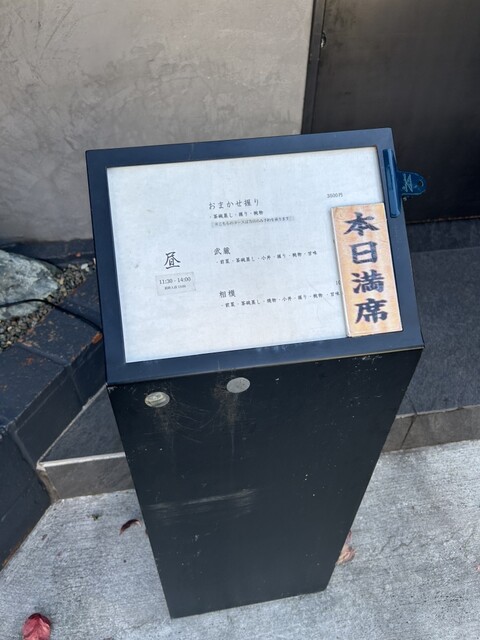 おまかせ握り
・茶碗蒸し・握り・椀物
武蔵
・前菜・茶碗蒸し・小丼・握り・椀物・甘味
相模
・前菜・茶碗蒸し・椀物・小丼・握り・椀物・甘味
昼
11:30 - 14:00
本日満席